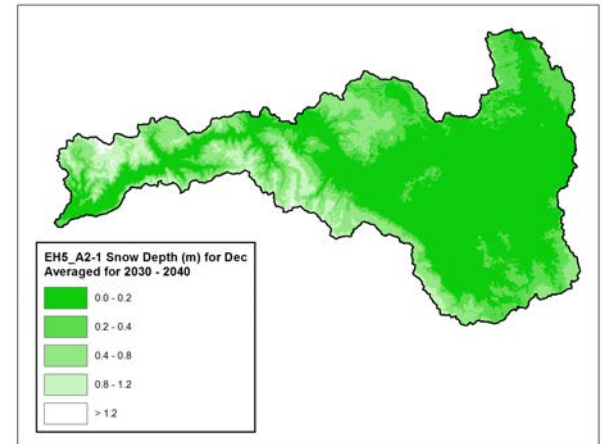 EH5_A2-1 Snow Depth (m) for Dec
Averaged for 2030 - 2040
0.0 - 0.2
0.2 - 0.4
0.4 - 0.8
0.8 - 1.2
> 1.2